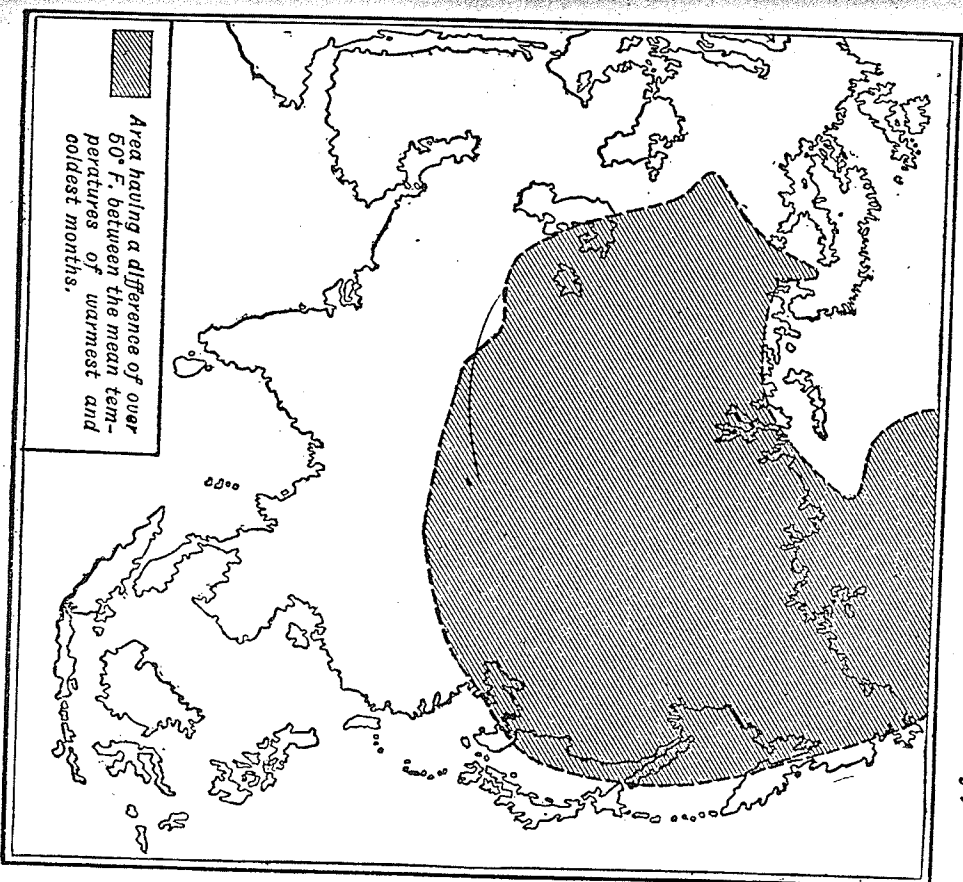 Area having a difference of over
50° F. between the mean tem-
peratures of warmest and
coldest months.